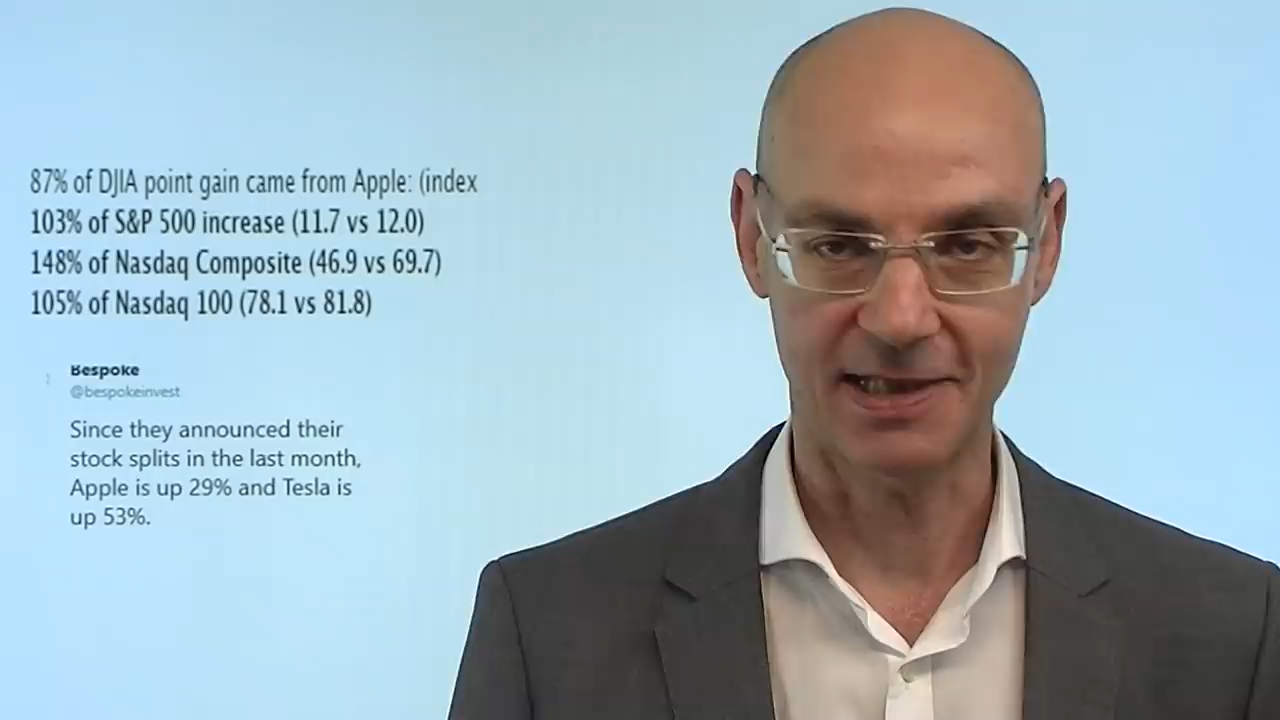 87% of DJIA point gain came from Apple: (index
103% of S&P 500 increase (11.7 vs 12.0)
148% of Nasdaq Composite (46.9 vs 69.7)
105% of Nasdaq 100 (78.1 vs 81.8)
Bespoke
@bespokeinvest
Since they announced their
stock splits in the last month,
Apple is up 29% and Tesla is
up 53%.